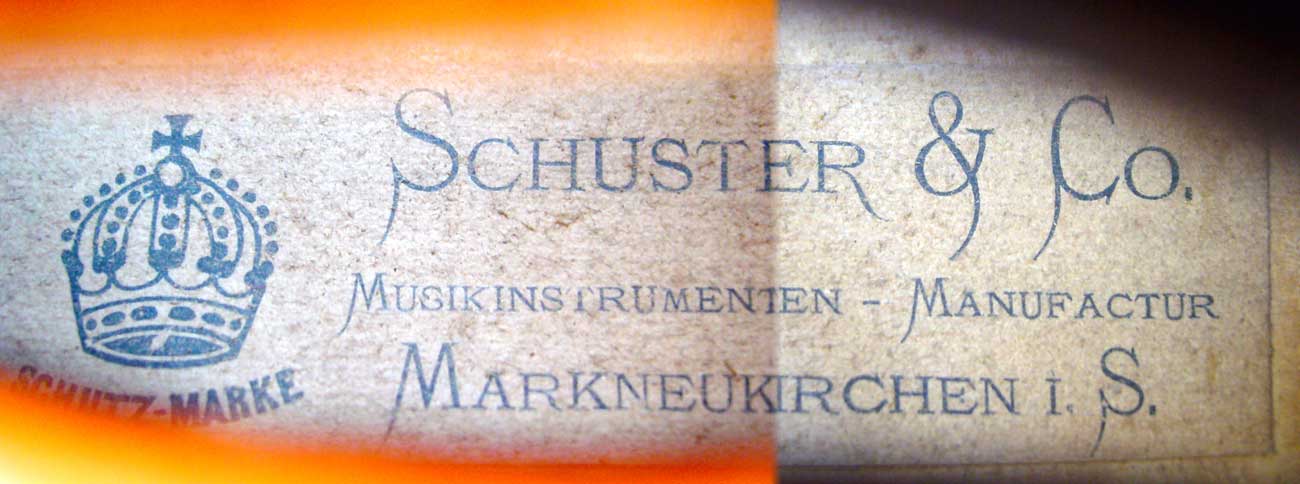 SCHUSTER & CO.
MUSIKINSTRUMENTEN - MANUFACTUR
MARKNEUKIRCHEN i. S.
SCHUTZ-MARKE